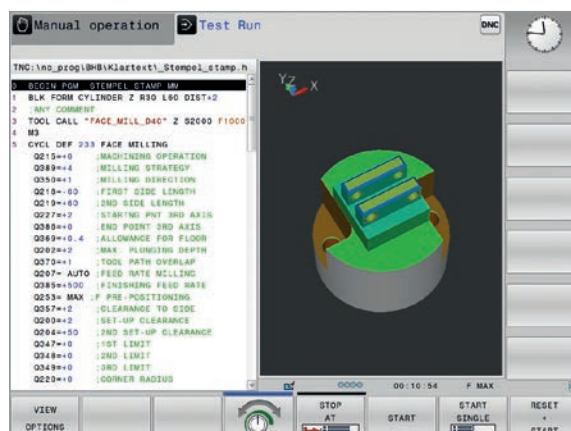 Manual operation
Test Run
DNC
TNC:\nc_prog\BHB\Klartext\_Stempel_stamp.h
0 BEGIN PGM _STEMPEL_STAMP MM
1 BLK FORM CYLINDER Z R30 L60 DIST+2
2 ;ANY COMMENT
3 TOOL CALL "FACE_MILL_D40" Z S2000 F1000
4 M3
5 CYCL DEF 233 FACE MILLING
Q215=+0 ;MACHINING OPERATION
Q389=+4 ;MILLING STRATEGY
Q350=+1 ;MILLING DIRECTION
Q218=-60 ;FIRST SIDE LENGTH
Q219=+60 ;2ND SIDE LENGTH
Q227=+2 ;STARTNG PNT 3RD AXIS
Q386=+0 ;END POINT 3RD AXIS
Q369=+0.4 ;ALLOWANCE FOR FLOOR
Q202=+2 ;MAX. PLUNGING DEPTH
Q370=+1 ;TOOL PATH OVERLAP
Q207= AUTO ;FEED RATE MILLING
Q385=+500 ;FINISHING FEED RATE
Q253= MAX ;F PRE-POSITIONING
Q357=+2 ;CLEARANCE TO SIDE
Q200=+2 ;SET-UP CLEARANCE
Q204=+50 ;2ND SET-UP CLEARANCE
Q347=+0 ;1ST LIMIT
Q348=+0 ;2ND LIMIT
Q349=+0 ;3RD LIMIT
Q220=+0 ;CORNER RADIUS
Y Z X
00:10:54 F MAX
VIEW
OPTIONS
STOP
AT
START
START
SINGLE
RESET
+
START